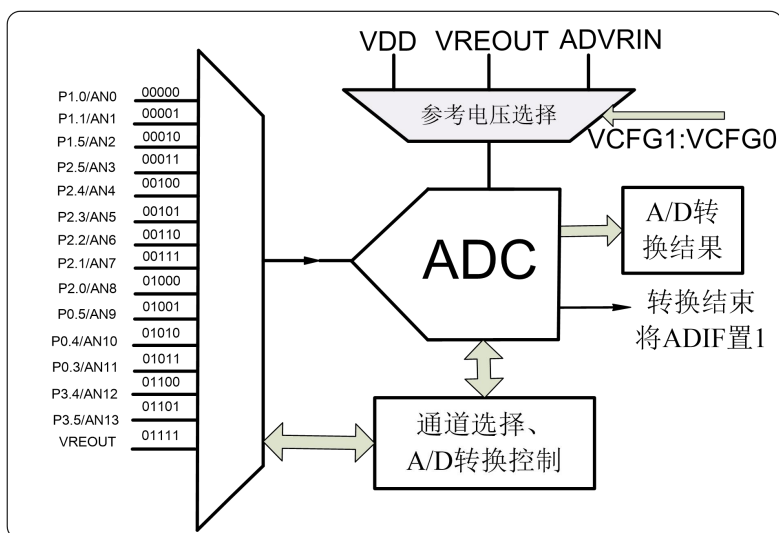 VDD VREOUT ADVRIN
参考电压选择
VCFG1:VCFG0
P1.0/AN0 00000
P1.1/AN1 00001
P1.5/AN2 00010
P2.5/AN3 00011
P2.4/AN4 00100
P2.3/AN5 00101
P2.2/AN6 00110
P2.1/AN7 00111
P2.0/AN8 01000
P0.5/AN9 01001
P0.4/AN10 01010
P0.3/AN11 01011
P3.4/AN12 01100
P3.5/AN13 01101
VREOUT 01111
ADC
A/D转
换结果
转换结束
将ADIF置1
通道选择、
A/D转换控制